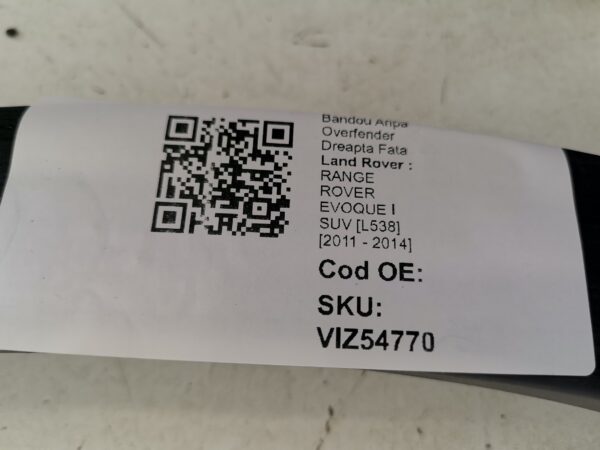 Bandou Aripa
Overfender
Dreapta Fata
Land Rover :
RANGE
ROVER
EVOQUE I
SUV [L538]
[2011 - 2014]
Cod OE:
SKU:
VIZ54770